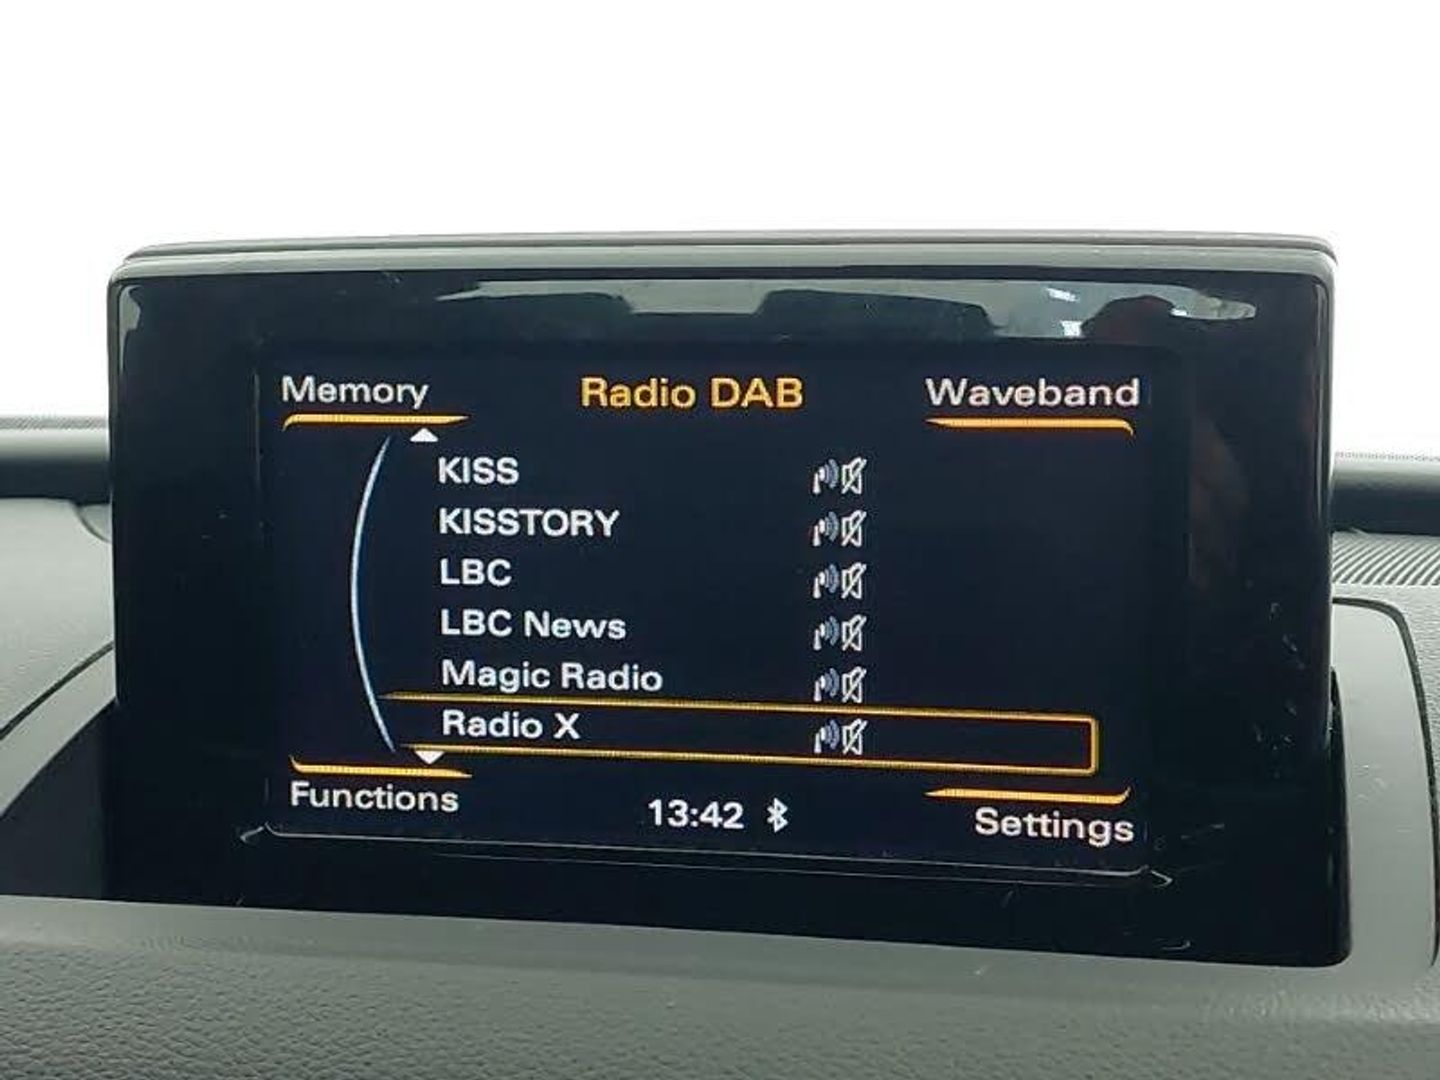 Memory Radio DAB Waveband
KISS
KISSTORY
LBC
LBC News
Magic Radio
Radio X
Functions 13:42 Settings